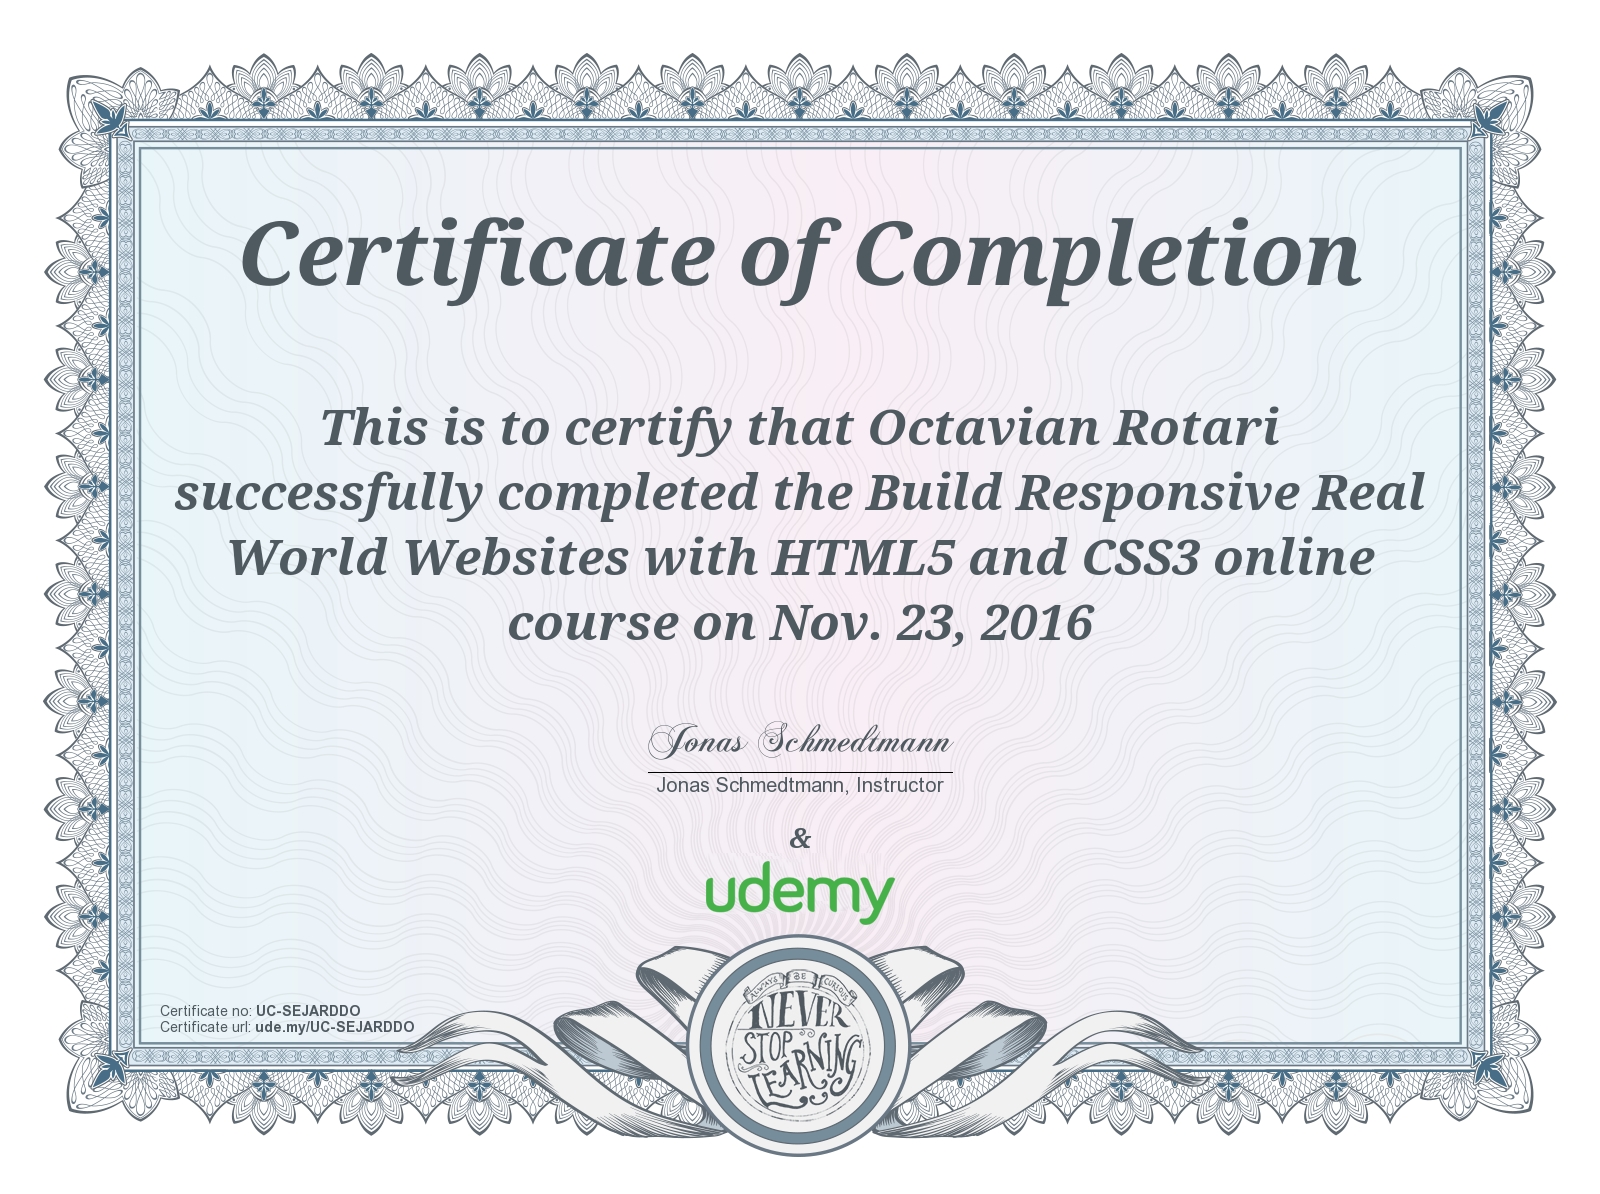 Certificate of Completion
This is to certify that Octavian Rotari
successfully completed the Build Responsive Real
World Websites with HTML5 and CSS3 online
course on Nov. 23, 2016
Jonas Schmedtmann
Jonas Schmedtmann, Instructor
&
udemy
Certificate no: UC-SEJARDDO
Certificate url: ude.my/UC-SEJARDDO
ALWAYS BE CURIOUS
NEVER
STOP
LEARNING